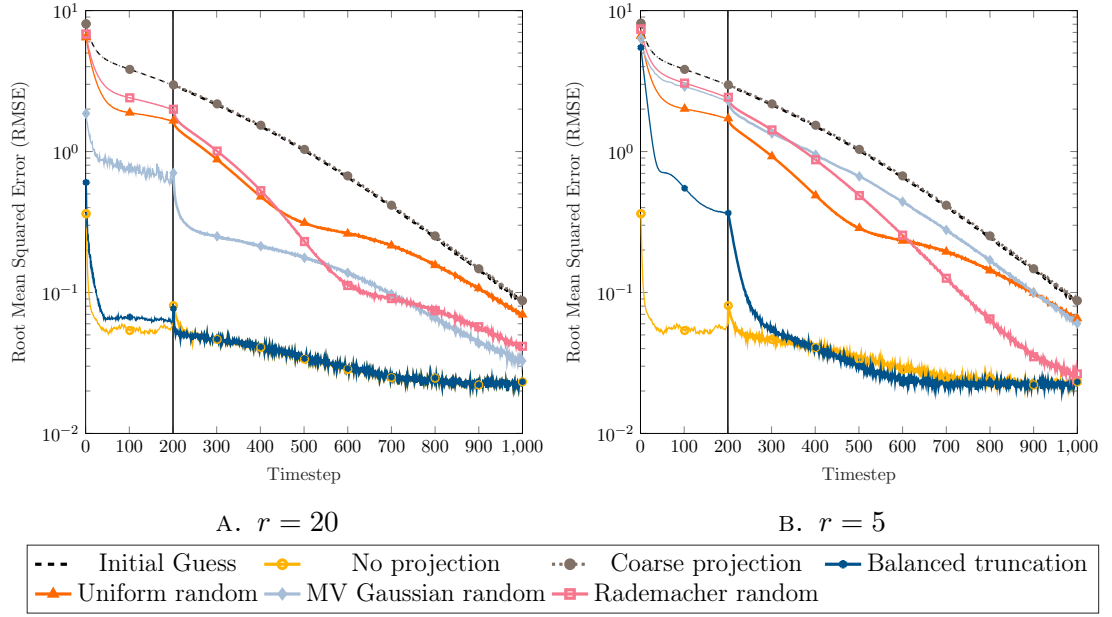 10^1
10^0
10^{-1}
10^{-2}
Root Mean Squared Error (RMSE)
0 100 200 300 400 500 600 700 800 900 1,000
Timestep
A. r = 20
10^1
10^0
10^{-1}
10^{-2}
Root Mean Squared Error (RMSE)
0 100 200 300 400 500 600 700 800 900 1,000
Timestep
B. r = 5
Initial Guess No projection Coarse projection Balanced truncation
Uniform random MV Gaussian random Rademacher random